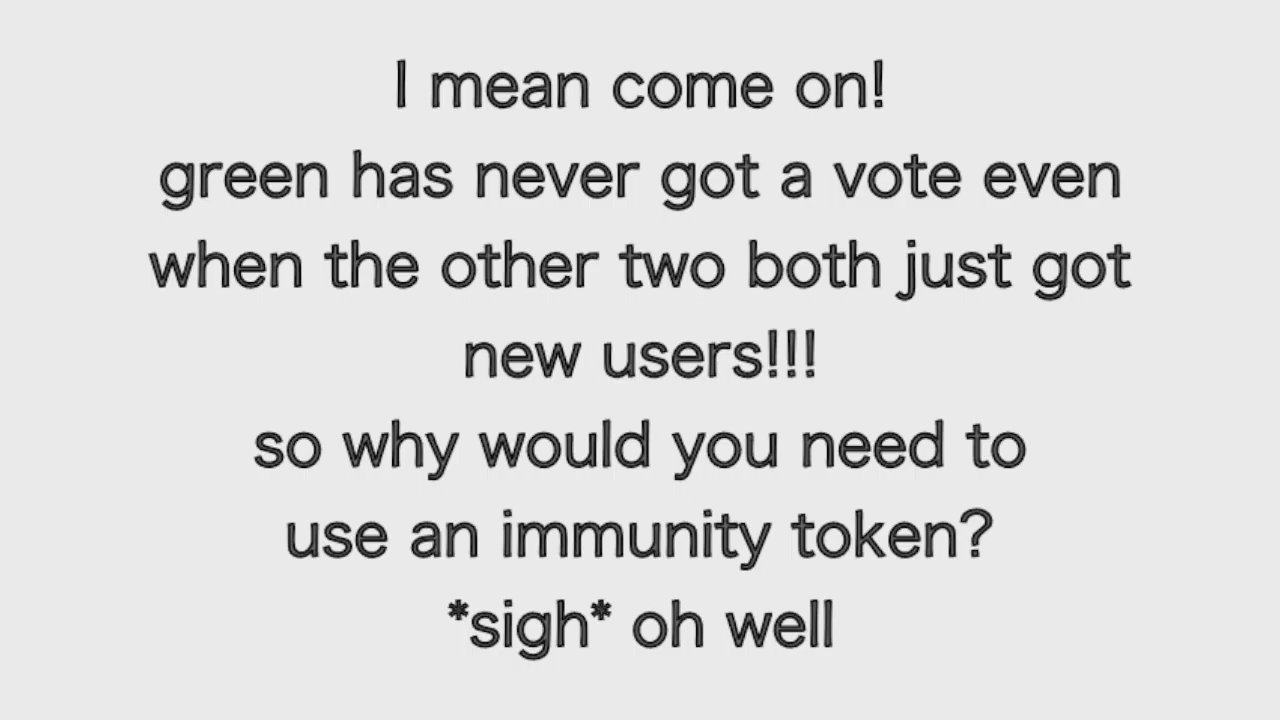 I mean come on!
green has never got a vote even
when the other two both just got
new users!!!
so why would you need to
use an immunity token?
*sigh* oh well